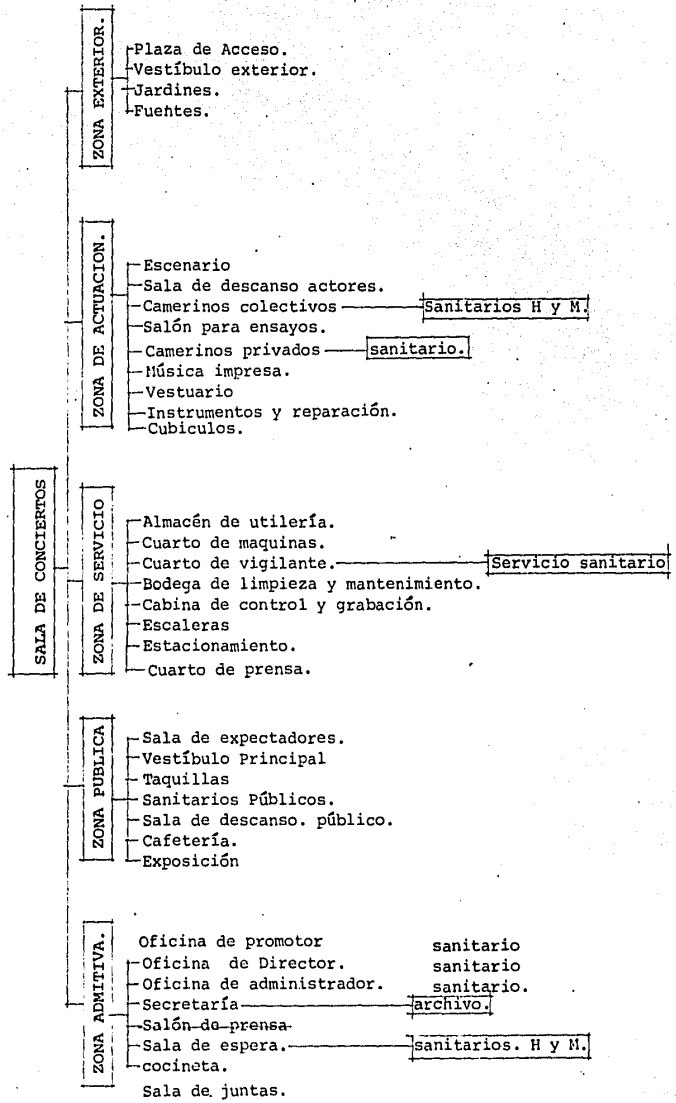 SALA DE CONCIERTOS
ZONA EXTERIOR.
Plaza de Acceso.
Vestíbulo exterior.
Jardines.
Fuentes.
ZONA DE ACTUACION.
Escenario
Sala de descanso actores.
Camerinos colectivos Sanitarios H y M.
Salón para ensayos.
Camerinos privados sanitario.
Música impresa.
Vestuario
Instrumentos y reparación.
Cubiculos.
ZONA DE SERVICIO
Almacén de utilería.
Cuarto de maquinas.
Cuarto de vigilante. Servicio sanitario
Bodega de limpieza y mantenimiento.
Cabina de control y grabación.
Escaleras
Estacionamiento.
Cuarto de prensa.
ZONA PUBLICA
Sala de expectadores.
Vestíbulo Principal
Taquillas
Sanitarios Públicos.
Sala de descanso. público.
Cafetería.
Exposición
ZONA ADMITIVA.
Oficina de promotor sanitario
Oficina de Director. sanitario
Oficina de administrador. sanitario.
Secretaría archivo.
Salón de prensa
Sala de espera. sanitarios. H y M.
cocineta.
Sala de juntas.